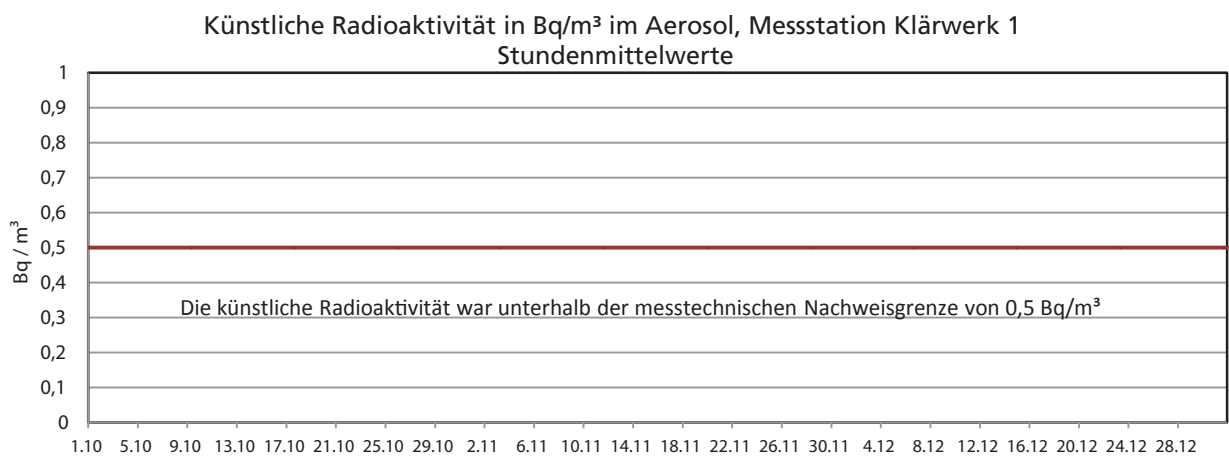 Künstliche Radioaktivität in Bq/m³ im Aerosol, Messstation Klärwerk 1
Stundenmittelwerte
1
0,9
0,8
0,7
0,6
0,5
0,4
0,3
0,2
0,1
0
Bq / m³
Die künstliche Radioaktivität war unterhalb der messtechnischen Nachweisgrenze von 0,5 Bq/m³
1.10 5.10 9.10 13.10 17.10 21.10 25.10 29.10 2.11 6.11 10.11 14.11 18.11 22.11 26.11 30.11 4.12 8.12 12.12 16.12 20.12 24.12 28.12